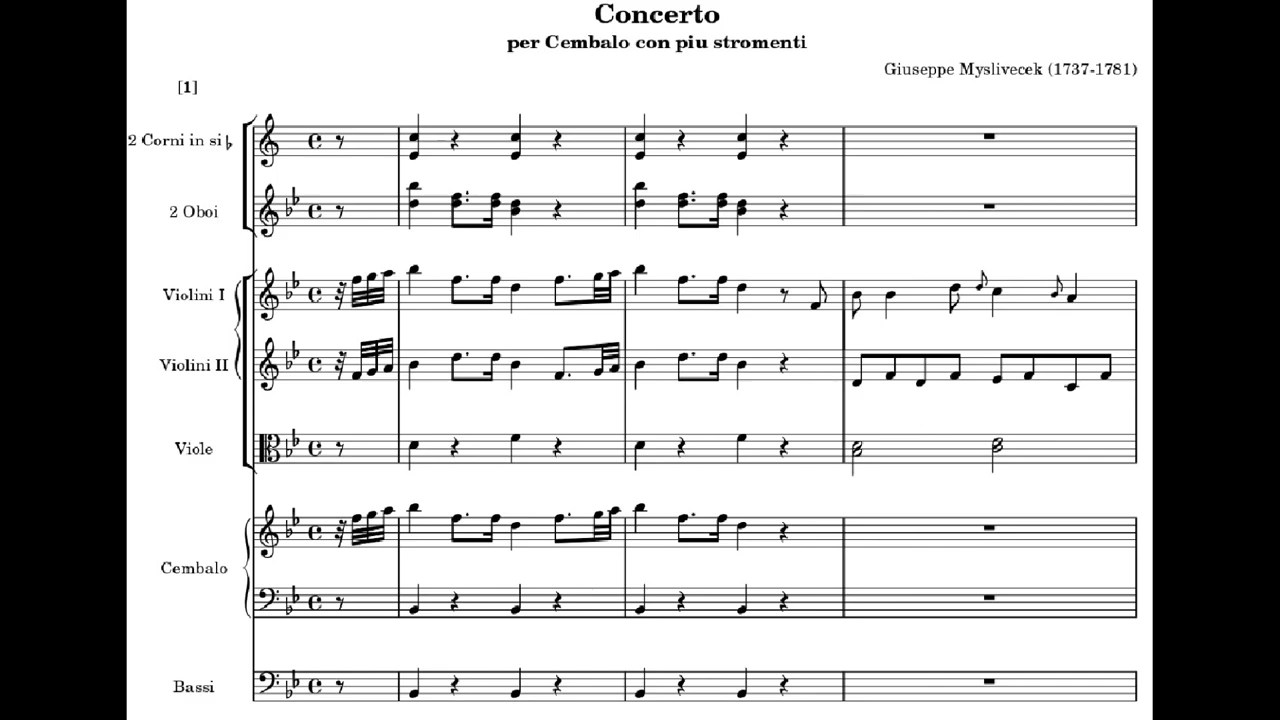 Concerto
per Cembalo con piu stromenti
Giuseppe Myslivecek (1737-1781)
[1]
2 Corni in si♭
2 Oboi
Violini I
Violini II
Viole
Cembalo
Bassi